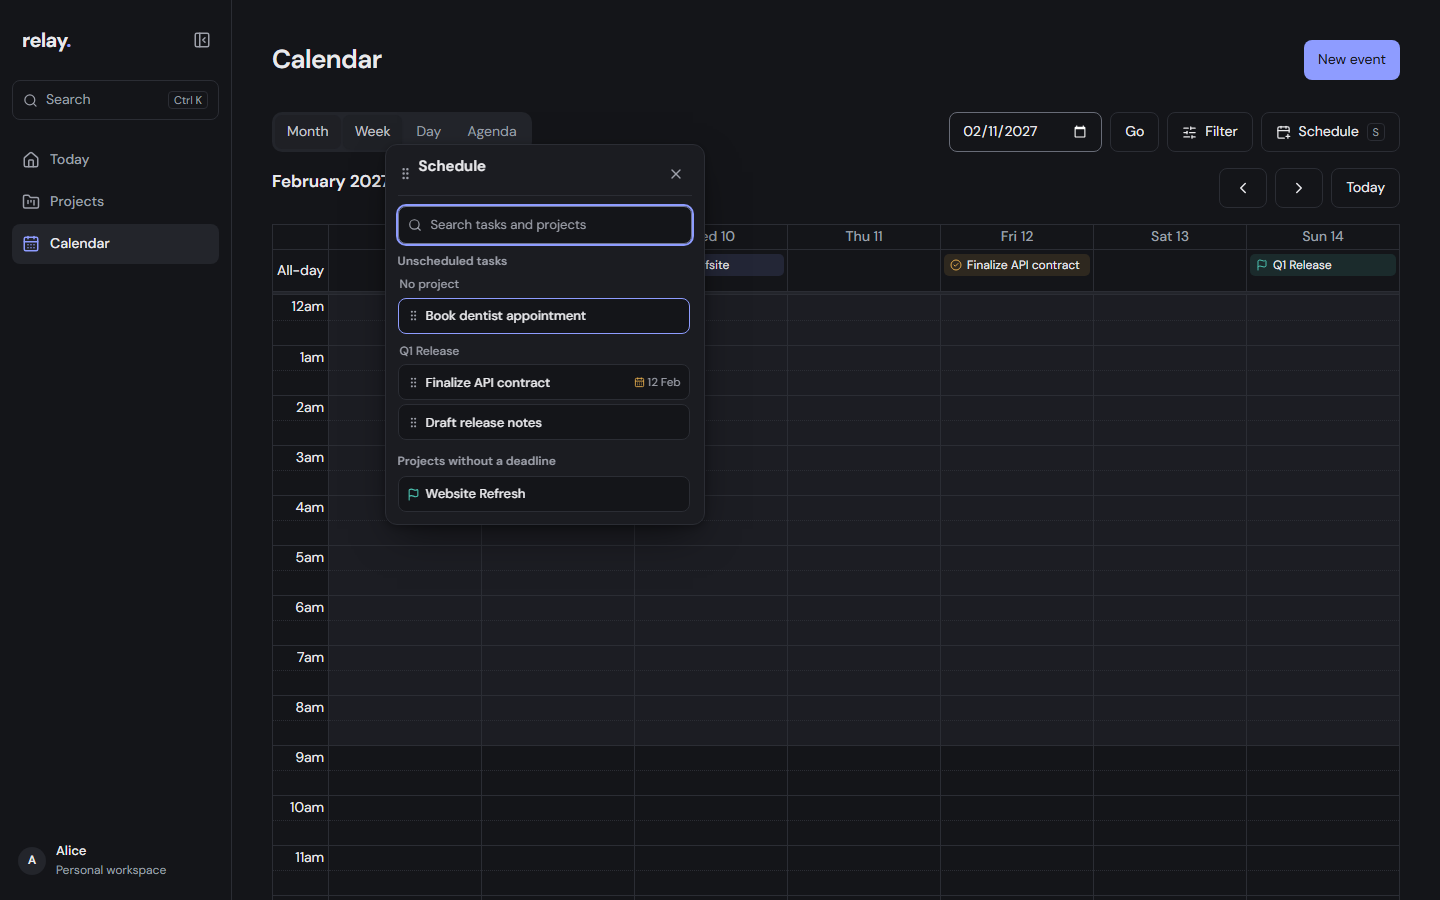 relay.
Search Ctrl K
Today
Projects
Calendar
Alice
A
Personal workspace
Calendar
New event
Month Week Day Agenda
02/11/2027
Go
Filter
Schedule S
February 2027
Today
10 Thu 11 Fri 12 Sat 13 Sun 14
All-day
Finalize API contract
Q1 Release
12am
1am
2am
3am
4am
5am
6am
7am
8am
9am
10am
11am
Schedule
Search tasks and projects
Unscheduled tasks
No project
Book dentist appointment
Q1 Release
Finalize API contract 12 Feb
Draft release notes
Projects without a deadline
Website Refresh